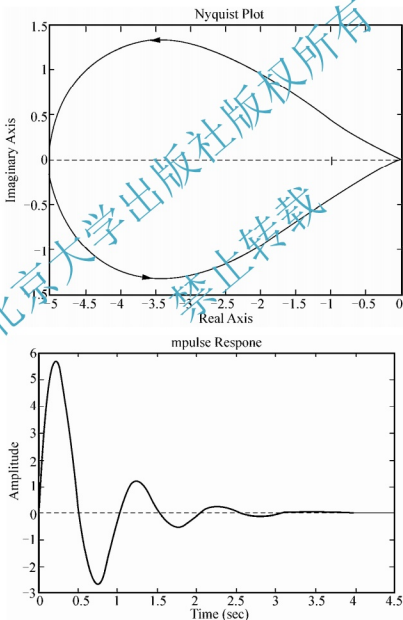 Nyquist Plot
1.5
1
0.5
0
-0.5
-1
Imaginary Axis
-5 -4.5 -4 -3.5 -3 -2.5 -2 -1.5 -1 -0.5 0
Real Axis
北京大学出版社版权所有
禁止转载
mpulse Respone
6
5
4
3
2
1
0
-1
-2
-3
Amplitude
0 0.5 1 1.5 2 2.5 3 3.5 4 4.5
Time (sec)